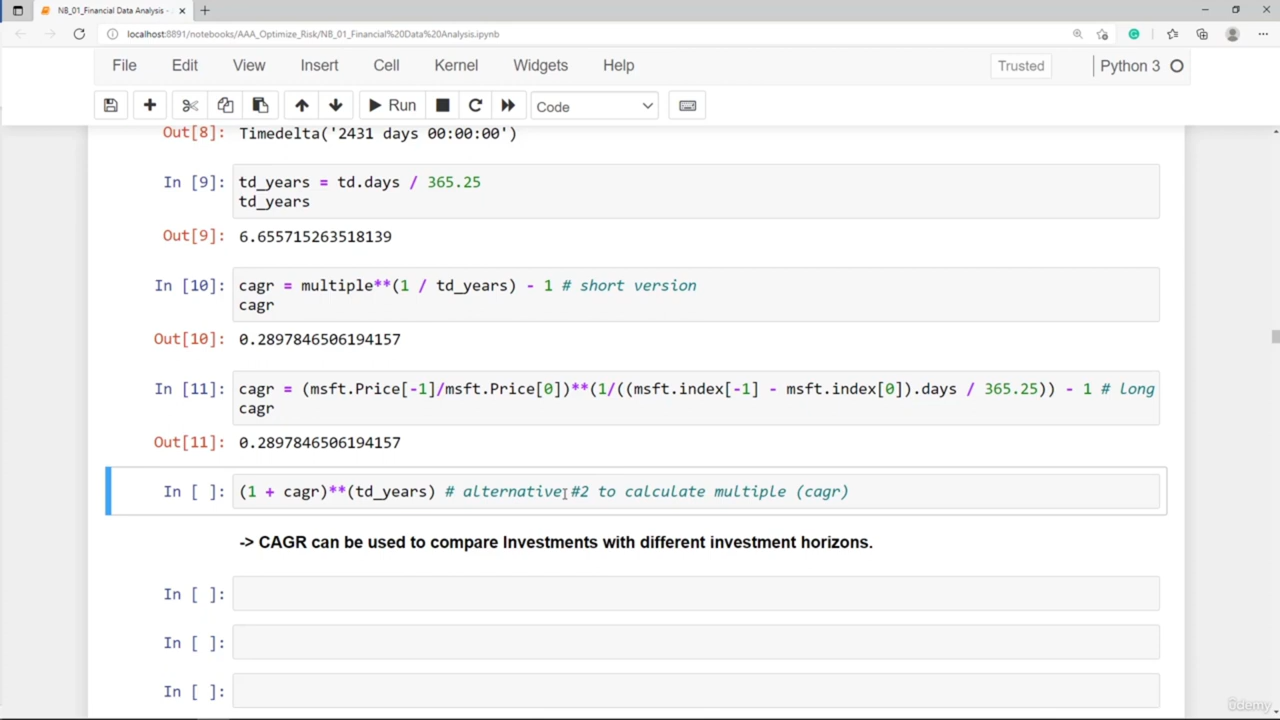 NB_01_Financial Data Analysis -
localhost:8891/notebooks/AAA_Optimize_Risk/NB_01_Financial%20Data%20Analysis.ipynb
File Edit View Insert Cell Kernel Widgets Help Trusted Python 3
Run Code
Out[8]: Timedelta('2431 days 00:00:00')
In [9]: td_years = td.days / 365.25
td_years
Out[9]: 6.655715263518139
In [10]: cagr = multiple**(1 / td_years) - 1 # short version
cagr
Out[10]: 0.2897846506194157
In [11]: cagr = (msft.Price[-1]/msft.Price[0])**(1/((msft.index[-1] - msft.index[0]).days / 365.25)) - 1 # long
cagr
Out[11]: 0.2897846506194157
In [ ]: (1 + cagr)**(td_years) # alternative #2 to calculate multiple (cagr)
-> CAGR can be used to compare Investments with different investment horizons.
In [ ]:
In [ ]:
In [ ]:
ûdemy